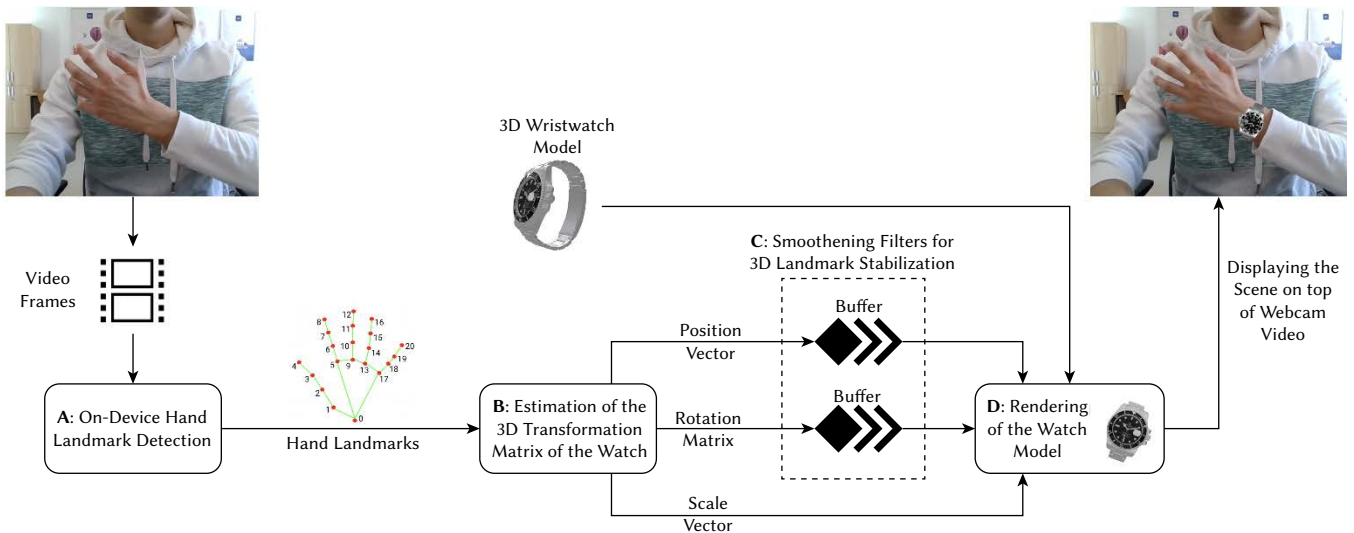 3D Wristwatch
Model
C: Smoothening Filters for
3D Landmark Stabilization
Video
Frames
Displaying the
Scene on top
of Webcam
Video
Buffer
Position
Vector
12
8
16
11
7
15
20
10
6
14
19
4
5
9
13
18
3
17
2
1
0
A: On-Device Hand
Landmark Detection
Hand Landmarks
B: Estimation of the
3D Transformation
Matrix of the Watch
Rotation
Matrix
Buffer
D: Rendering
of the Watch
Model
Scale
Vector